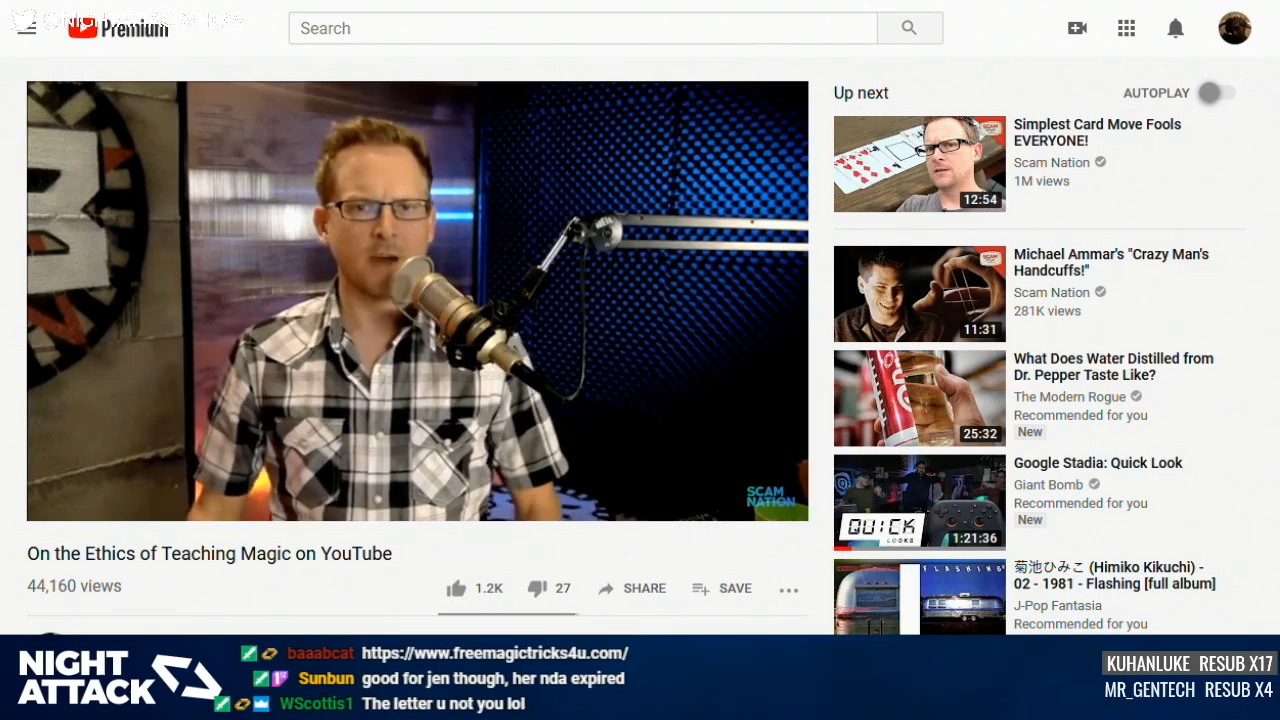 Premium
Search
Up next
AUTOPLAY
SCAM
Simplest Card Move Fools
EVERYONE!
Scam Nation
1M views
12:54
SCAM
Michael Ammar's "Crazy Man's
Handcuffs!"
Scam Nation
281K views
11:31
What Does Water Distilled from
Dr. Pepper Taste Like?
The Modern Rogue
Recommended for you
New
25:32
Google Stadia: Quick Look
Giant Bomb
Recommended for you
New
QUICK
LOOKS
1:21:36
菊池ひみこ (Himiko Kikuchi) -
02 - 1981 - Flashing [full album]
J-Pop Fantasia
Recommended for you
FLASHING
SCAM
NATION
On the Ethics of Teaching Magic on YouTube
44,160 views
1.2K
27
SHARE
SAVE
NIGHT
ATTACK
baaabcat https://www.freemagictricks4u.com/
Sunbun good for jen though, her nda expired
WScottis1 The letter u not you lol
KUHANLUKE RESUB X17
MR_GENTECH RESUB X4